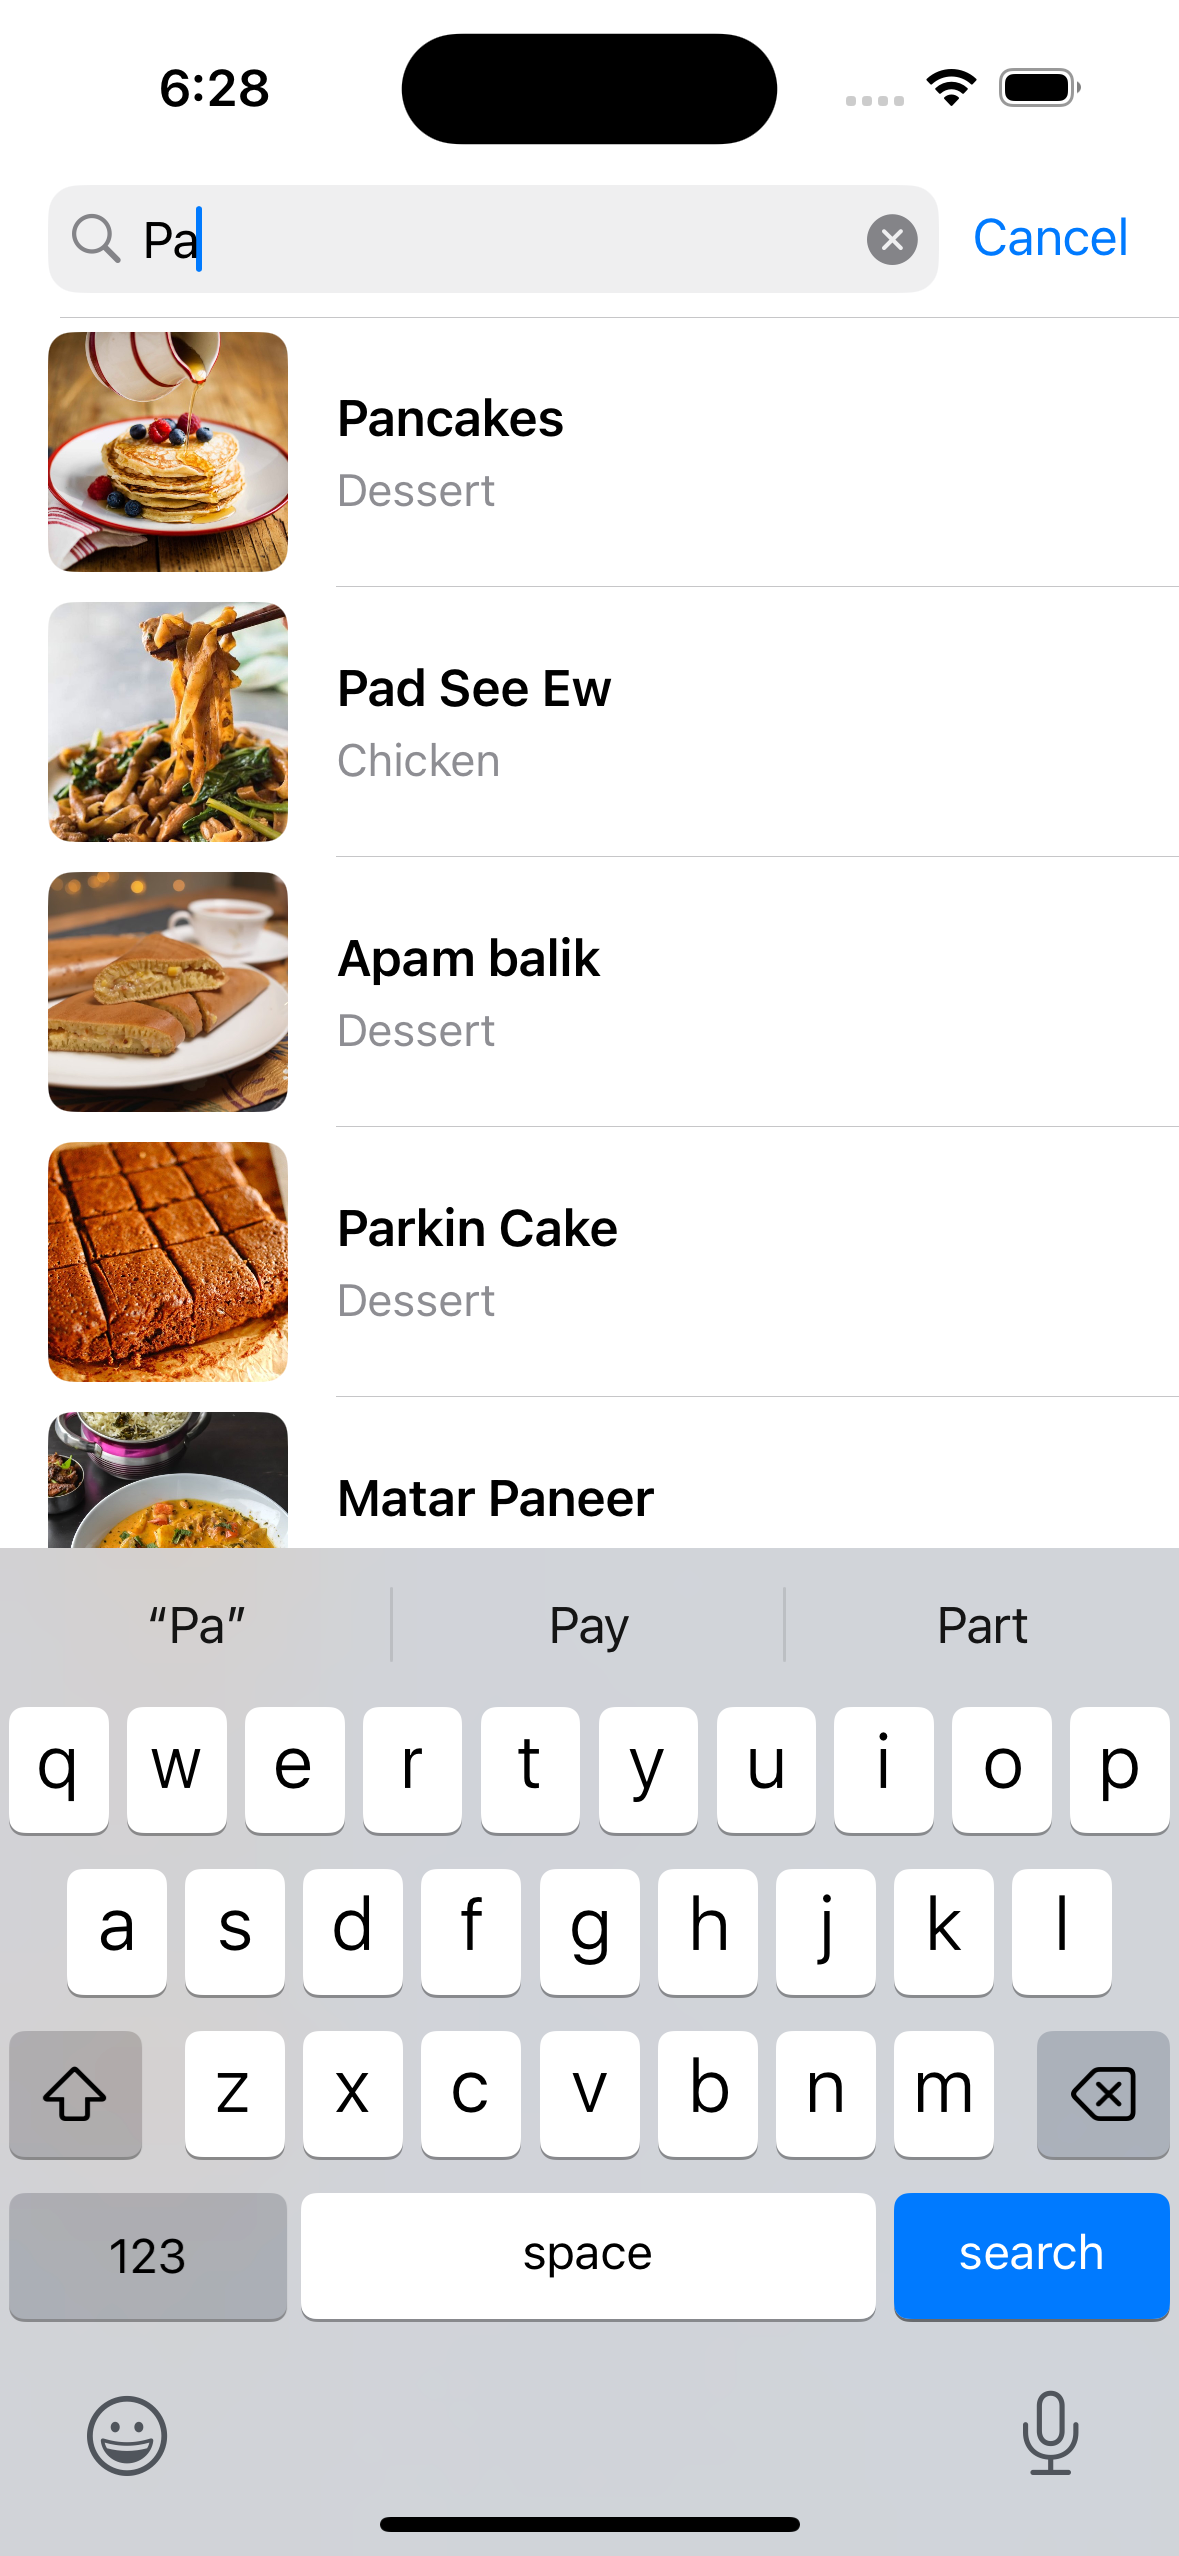 6:28
Pa
Cancel
Pancakes
Dessert
Pad See Ew
Chicken
Apam balik
Dessert
Parkin Cake
Dessert
Matar Paneer
“Pa” Pay Part
q w e r t y u i o p
a s d f g h j k l
z x c v b n m
123 space search